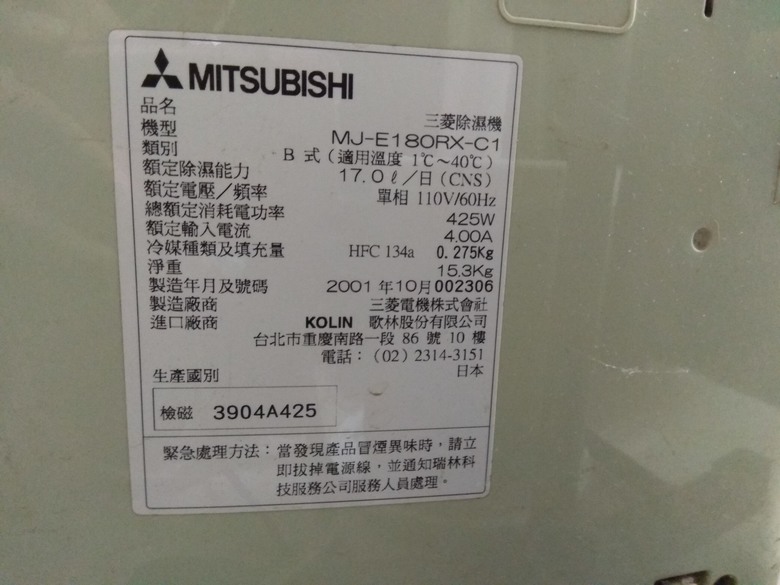 MITSUBISHI
品名 三菱除濕機
機型 MJ-E180RX-C1
類別 B 式（適用溫度 1℃～40℃）
額定除濕能力 17.0 ℓ／日（CNS）
額定電壓／頻率 單相 110V/60Hz
總額定消耗電功率 425W
額定輸入電流 4.00A
冷媒種類及填充量 HFC 134a 0.275Kg
淨重 15.3Kg
製造年月及號碼 2001 年10月 002306
製造廠商 三菱電機株式會社
進口廠商 KOLIN 歌林股份有限公司
台北市重慶南路一段 86 號 10 樓
電話：（02）2314-3151
生產國別 日本
檢磁 3904A425
緊急處理方法：當發現產品冒煙異味時，請立
即拔掉電源線，並通知瑞林科
技服務公司服務人員處理。